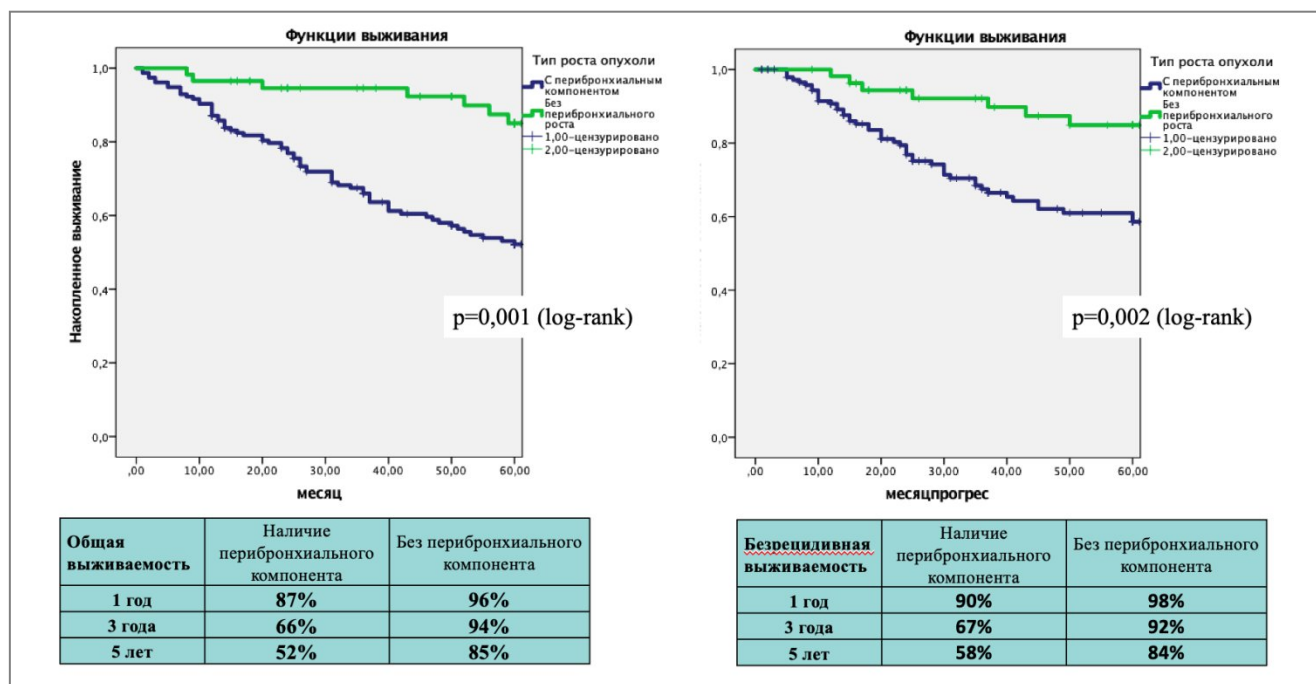 Функции выживания
Тип роста опухоли
С перибронхиальным
компонентом
Без
перибронхиального
роста
1,00-цензурировано
2,00-цензурировано
Накопленное выживание
1,0
0,8
0,6
0,4
0,2
0,0
p=0,001 (log-rank)
,00 10,00 20,00 30,00 40,00 50,00 60,00
месяц
Общая выживаемость
Наличие перибронхиального компонента
Без перибронхиального компонента
1 год 87% 96%
3 года 66% 94%
5 лет 52% 85%
Функции выживания
Тип роста опухоли
С перибронхиальным
компонентом
Без
перибронхиального
роста
1,00-цензурировано
2,00-цензурировано
1,0
0,8
0,6
0,4
0,2
0,0
p=0,002 (log-rank)
,00 10,00 20,00 30,00 40,00 50,00 60,00
месяцпрогрес
Безрецидивная выживаемость
Наличие перибронхиального компонента
Без перибронхиального компонента
1 год 90% 98%
3 года 67% 92%
5 лет 58% 84%